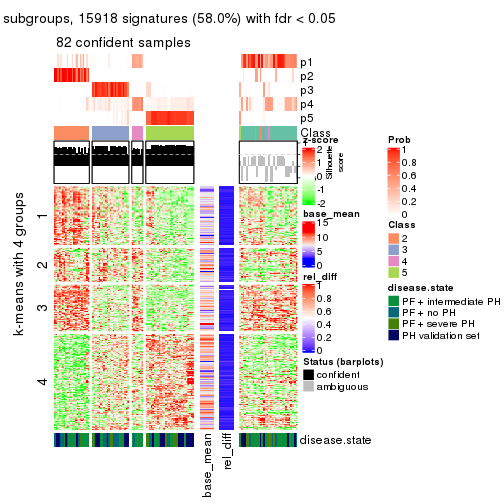 subgroups, 15918 signatures (58.0%) with fdr < 0.05
82 confident samples
p1
p2
p3
p4
p5
Class
1
2
3
4
k-means with 4 groups
Silhouette
score
z-score
2
1
0
-1
-2
base_mean
15
10
5
0
rel_diff
1
0.8
0.6
0.4
0.2
0
Status (barplots)
confident
ambiguous
Prob
1
0.8
0.6
0.4
0.2
0
Class
2
3
4
5
disease.state
PF+ intermediate PH
PF+ no PH
PF+ severe PH
PH validation set
disease.state
base_mean
rel_diff